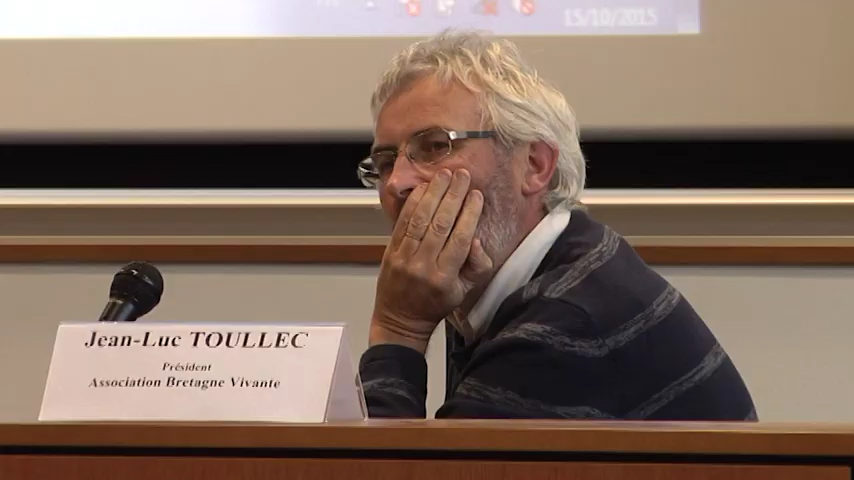 15/10/2015
Jean-Luc TOULLEC
Président
Association Bretagne Vivante